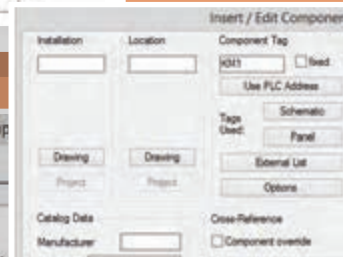 Insert / Edit Componen
Installation Location Component Tag
KM1 fixed
Use PLC Address
Tags Used: Schematic
Panel
External List
Drawing Drawing
Project Project Options
Catalog Data Cross-Reference
Manufacturer Component override